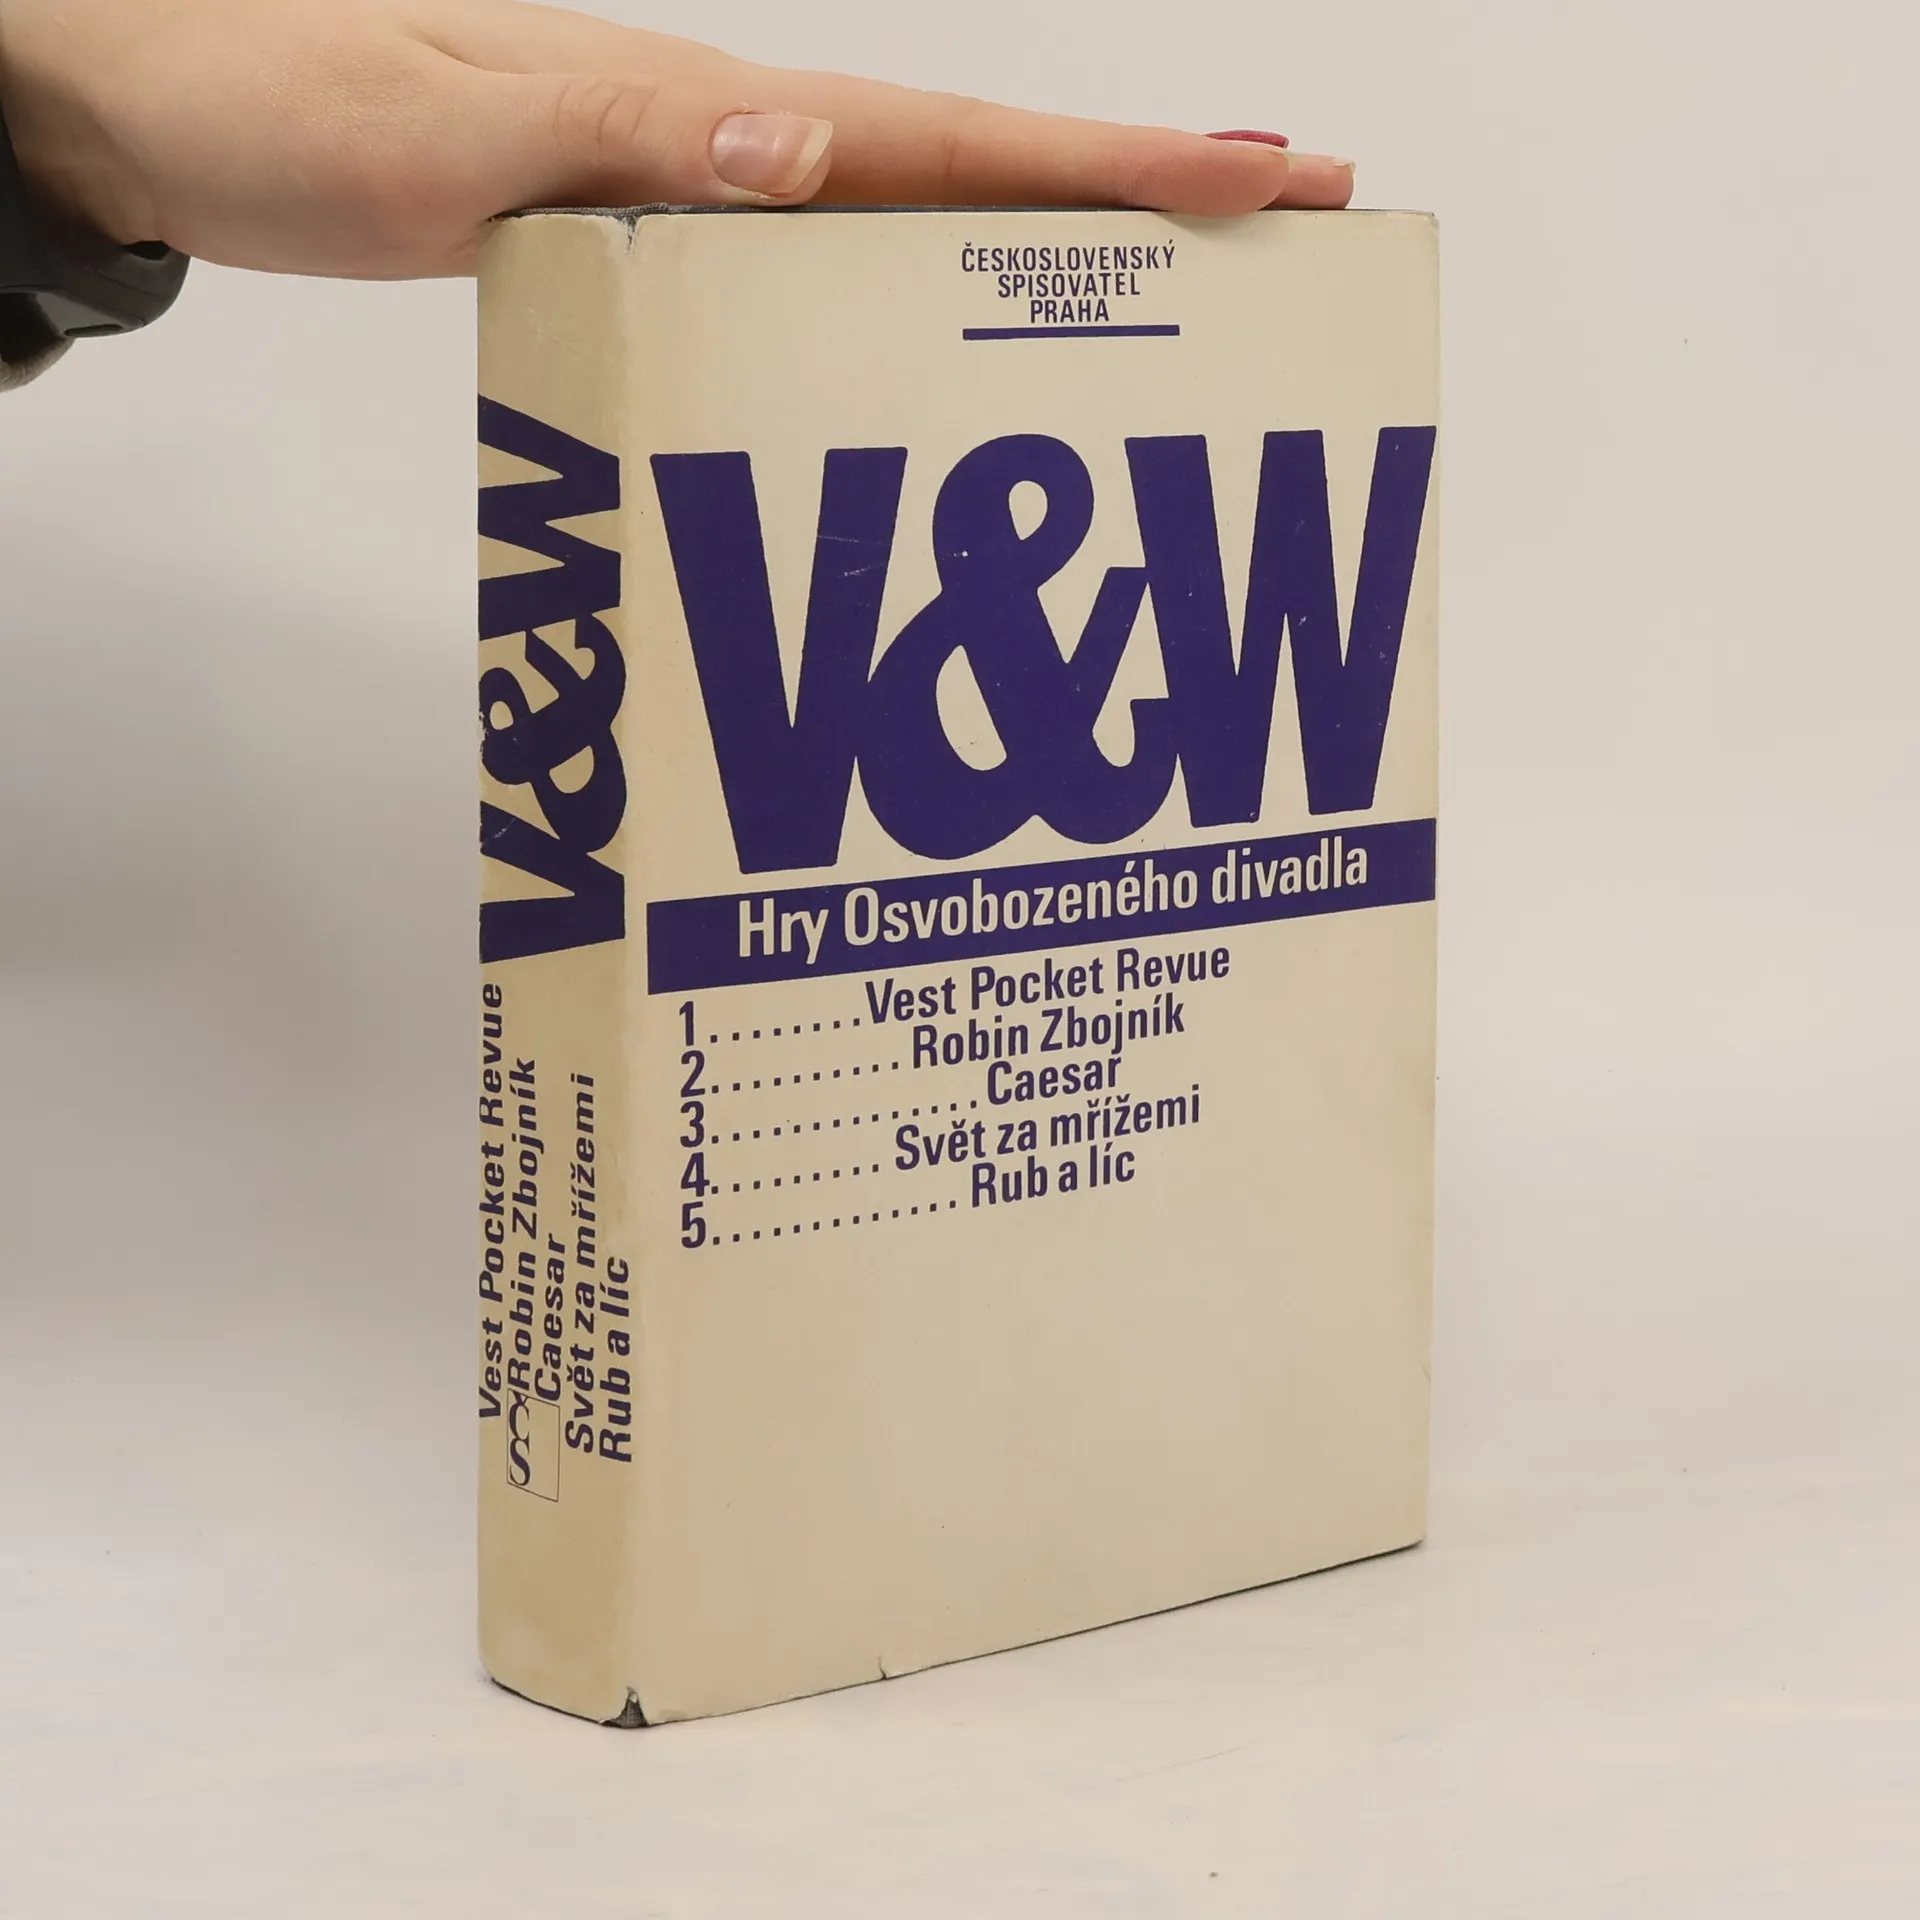 ČESKOSLOVENSKÝ
SPISOVATEL
PRAHA
V&W
Hry Osvobozeného divadla
1........Vest Pocket Revue
2..........Robin Zbojník
3..............Caesar
4.........Svět za mřížemi
5.............Rub a líc
V&W
Vest Pocket Revue
Robin Zbojník
Caesar
Svět za mřížemi
Rub a líc